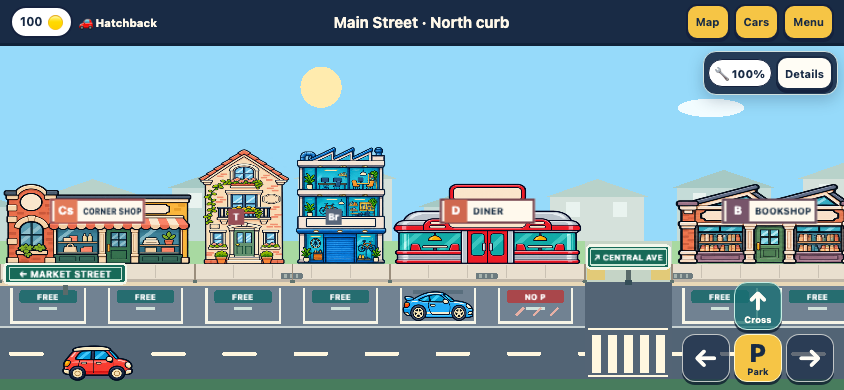 100
Hatchback
Main Street · North curb
Map
Cars
Menu
100%
Details
Cs CORNER SHOP
T
Br
D DINER
B BOOKSHOP
← MARKET STREET
↗ CENTRAL AVE
FREE
FREE
FREE
FREE
NO P
FREE
FREE
↑
Cross
←
P
Park
→